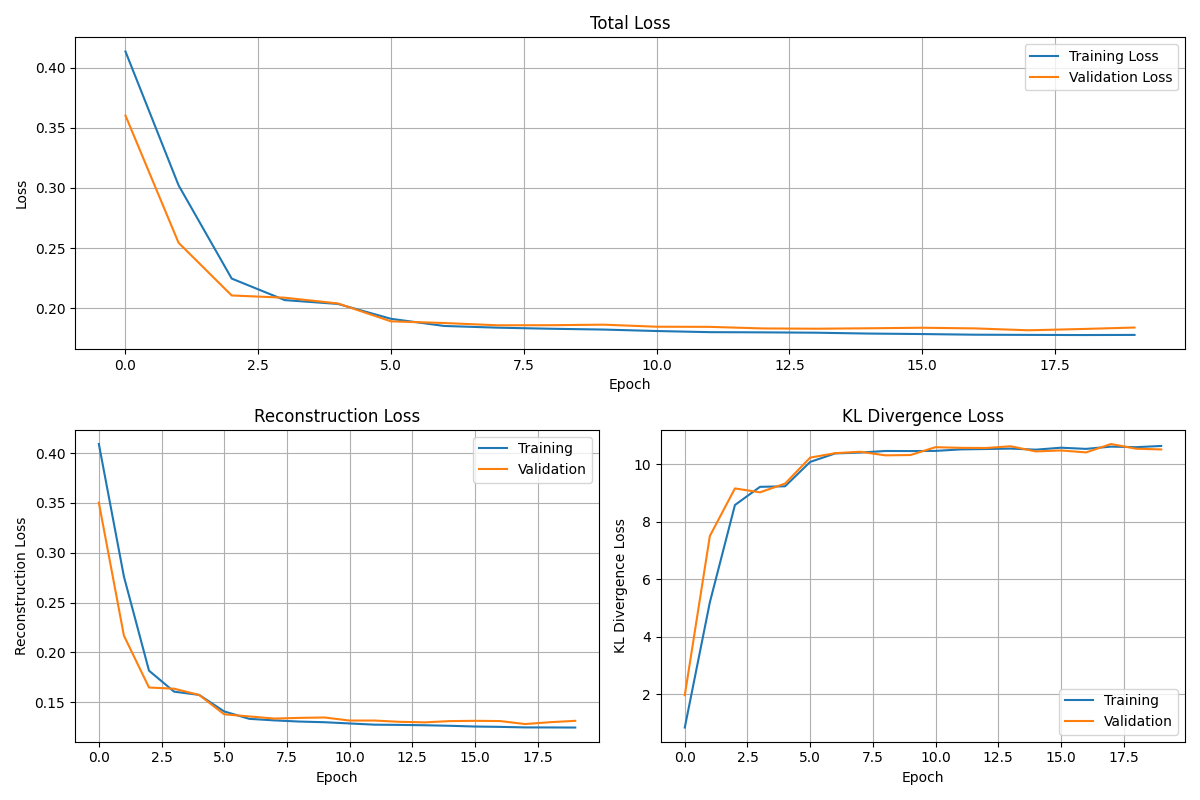 Total Loss
Training Loss
Validation Loss
0.40
0.35
0.30
0.25
0.20
Loss
0.0 2.5 5.0 7.5 10.0 12.5 15.0 17.5
Epoch
Reconstruction Loss
Training
Validation
0.40
0.35
0.30
0.25
0.20
0.15
Reconstruction Loss
0.0 2.5 5.0 7.5 10.0 12.5 15.0 17.5
Epoch
KL Divergence Loss
10
8
6
4
2
KL Divergence Loss
Training
Validation
0.0 2.5 5.0 7.5 10.0 12.5 15.0 17.5
Epoch